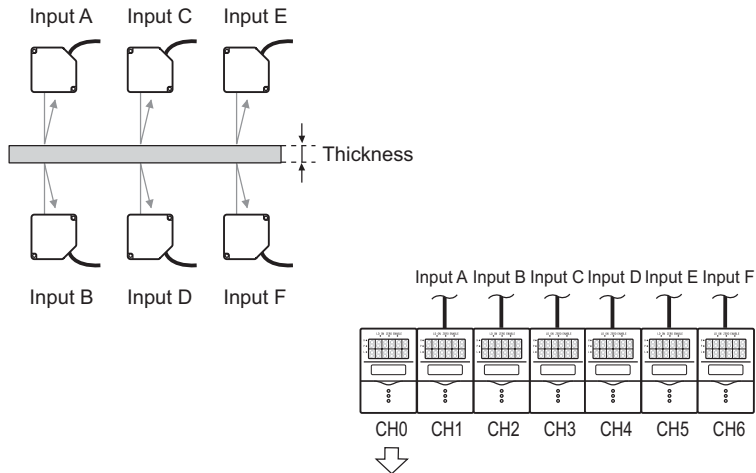 Input A Input C Input E
Thickness
Input B Input D Input F
Input A Input B Input C Input D Input E Input F
CH0 CH1 CH2 CH3 CH4 CH5 CH6